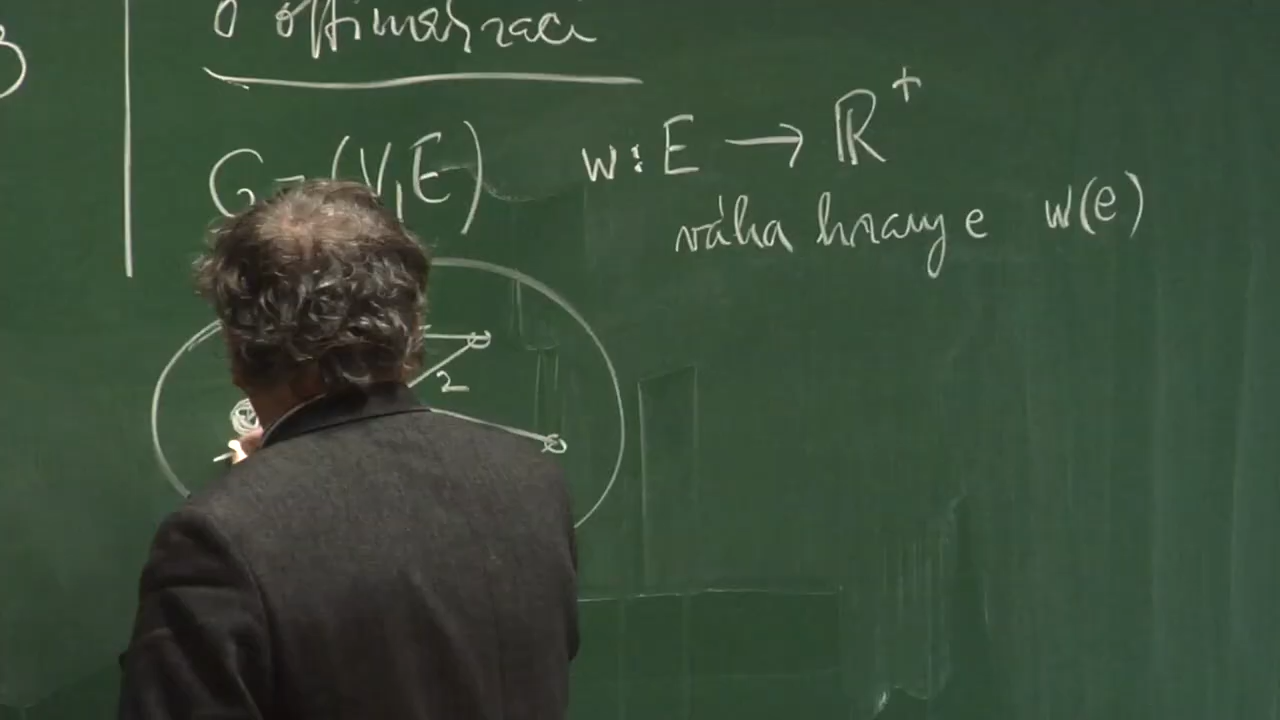 o optimalizaci
G = (V, E)
w : E → ℝ⁺
váha hrany e w(e)
2